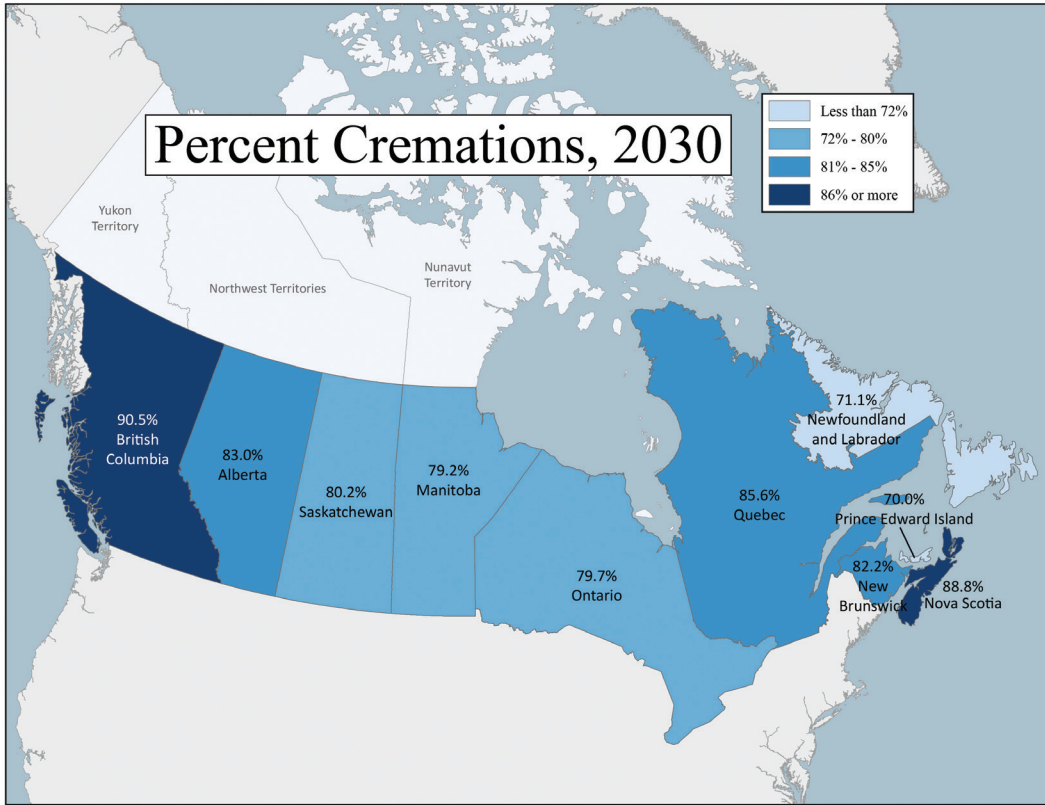 Percent Cremations, 2030
Less than 72%
72% - 80%
81% - 85%
86% or more
Yukon
Territory
Northwest Territories
Nunavut
Territory
90.5%
British
Columbia
83.0%
Alberta
80.2%
Saskatchewan
79.2%
Manitoba
79.7%
Ontario
85.6%
Quebec
71.1%
Newfoundland
and Labrador
70.0%
Prince Edward Island
82.2%
New
Brunswick
88.8%
Nova Scotia